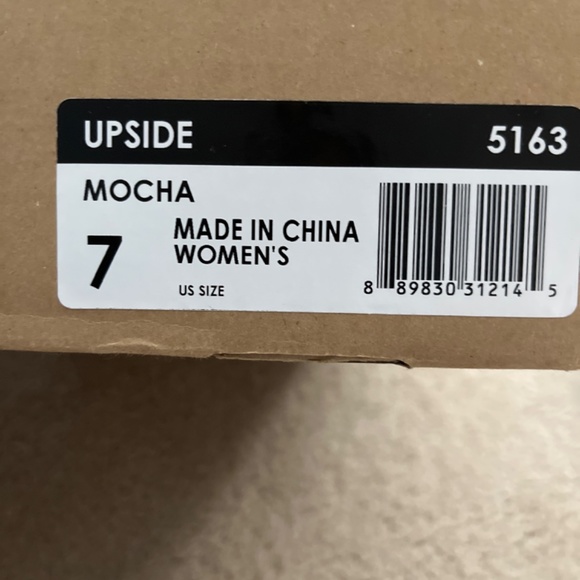 UPSIDE 5163
MOCHA
7
MADE IN CHINA
WOMEN'S
US SIZE
8 89830 31214 5